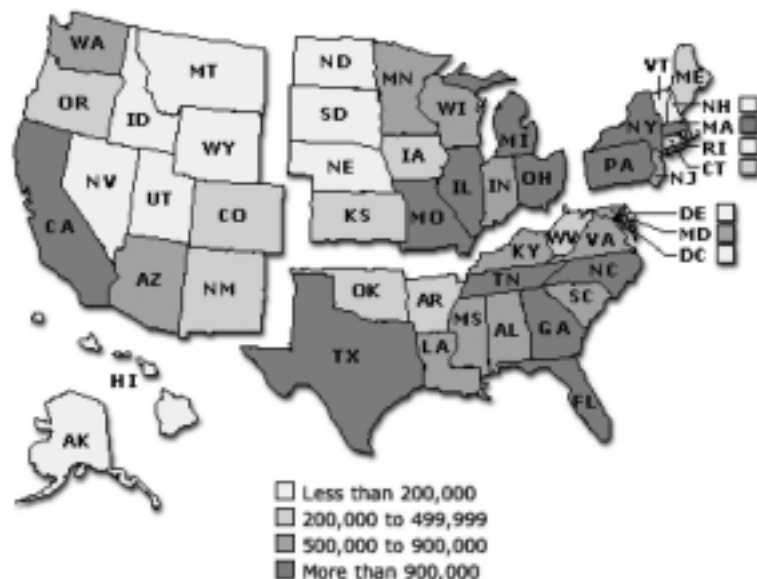 WA
MT
ND
MN
VT
ME
OR
ID
SD
WI
MI
NY
NH
MA
RI
CT
WY
NE
IA
PA
NJ
NV
UT
CO
KS
MO
IL
IN
OH
DE
MD
DC
CA
AZ
NM
OK
AR
KY
WV
VA
TN
NC
SC
TX
LA
MS
AL
GA
FL
HI
AK
Less than 200,000
200,000 to 499,999
500,000 to 900,000
More than 900,000